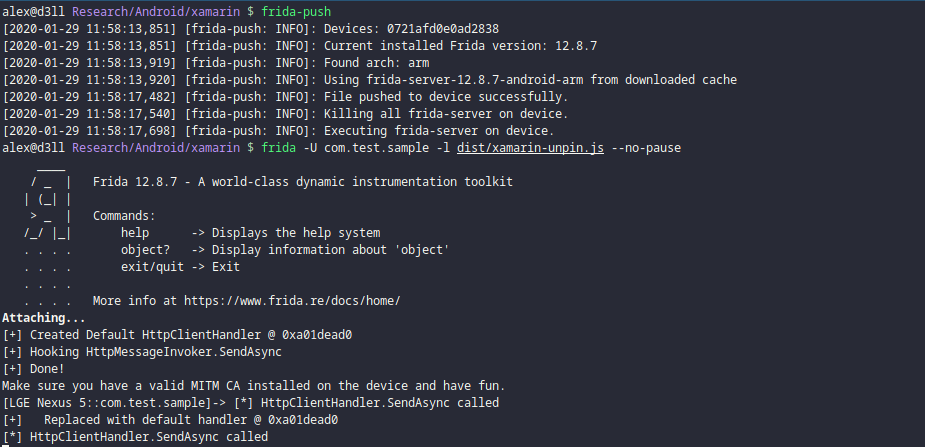 alex@d3ll Research/Android/xamarin $ frida-push
[2020-01-29 11:58:13,851] [frida-push: INFO]: Devices: 0721afd0e0ad2838
[2020-01-29 11:58:13,851] [frida-push: INFO]: Current installed Frida version: 12.8.7
[2020-01-29 11:58:13,919] [frida-push: INFO]: Found arch: arm
[2020-01-29 11:58:13,920] [frida-push: INFO]: Using frida-server-12.8.7-android-arm from downloaded cache
[2020-01-29 11:58:17,482] [frida-push: INFO]: File pushed to device successfully.
[2020-01-29 11:58:17,540] [frida-push: INFO]: Killing all frida-server on device.
[2020-01-29 11:58:17,698] [frida-push: INFO]: Executing frida-server on device.
alex@d3ll Research/Android/xamarin $ frida -U com.test.sample -l dist/xamarin-unpin.js --no-pause
     ____
    / _  |   Frida 12.8.7 - A world-class dynamic instrumentation toolkit
   | (_| |
    > _  |   Commands:
   /_/ |_|       help      -> Displays the help system
   . . . .       object?   -> Display information about 'object'
   . . . .       exit/quit -> Exit
   . . . .
   . . . .   More info at https://www.frida.re/docs/home/
Attaching...
[+] Created Default HttpClientHandler @ 0xa01dead0
[+] Hooking HttpMessageInvoker.SendAsync
[+] Done!
Make sure you have a valid MITM CA installed on the device and have fun.
[LGE Nexus 5::com.test.sample]-> [*] HttpClientHandler.SendAsync called
[+]   Replaced with default handler @ 0xa01dead0
[*] HttpClientHandler.SendAsync called